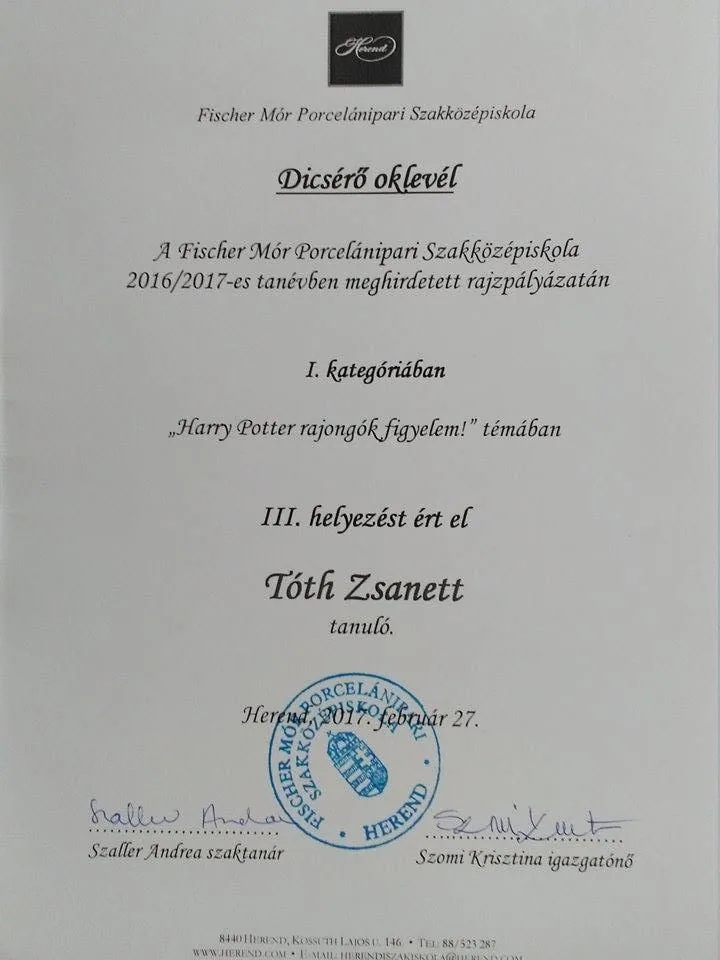 Herend
Fischer Mór Porcelánipari Szakközépiskola
Dicsérő oklevél
A Fischer Mór Porcelánipari Szakközépiskola
2016/2017-es tanévben meghirdetett rajzpályázatán
I. kategóriában
„Harry Potter rajongók figyelem!” témában
III. helyezést ért el
Tóth Zsanett
tanuló.
Herend, 2017. február 27.
FISCHER MÓR PORCELÁNIPARI
SZAKKÖZÉPISKOLA
HEREND
Szaller Andrea
Szaller Andrea szaktanár
Szomi Krisztina igazgatónő
8440 HEREND, KOSSUTH LAJOS U. 146. • TEL: 88/523 287
WWW.HEREND.COM • E-MAIL: HERENDISZAKISKOLA@HEREND.COM